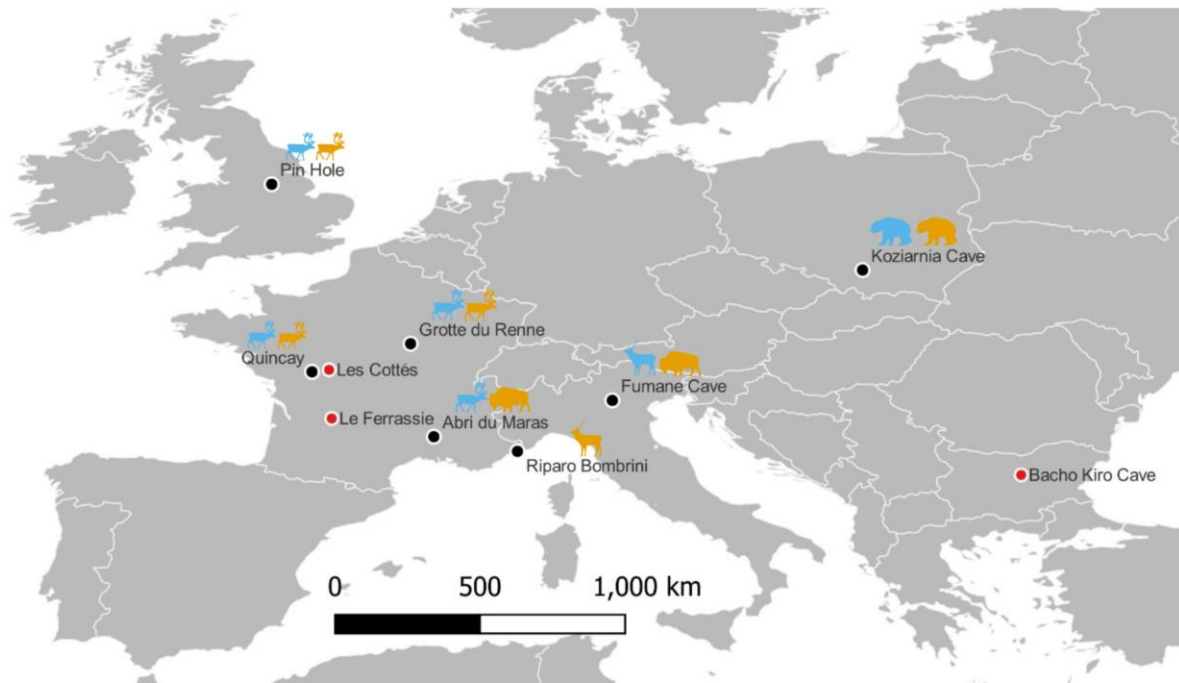 Pin Hole
Koziarnia Cave
Grotte du Renne
Quincay
Les Cottés
Fumane Cave
Le Ferrassie
Abri du Maras
Riparo Bombrini
Bacho Kiro Cave
0 500 1,000 km